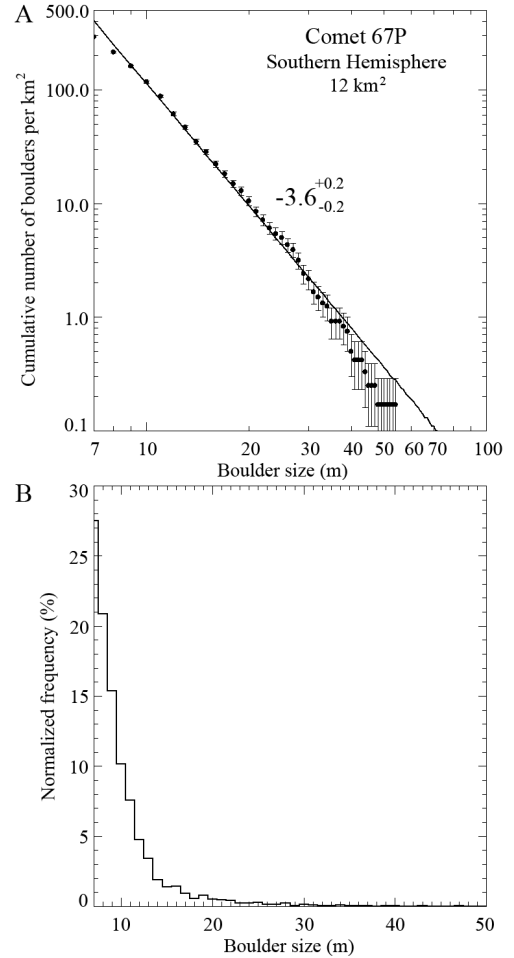 A
Cumulative number of boulders per km2
500.0
100.0
10.0
1.0
0.1
Comet 67P
Southern Hemisphere
12 km2
-3.6 +0.2 -0.2
7 10 20 30 40 50 60 70 100
Boulder size (m)
B
Normalized frequency (%)
30
25
20
15
10
5
0
10 20 30 40 50
Boulder size (m)